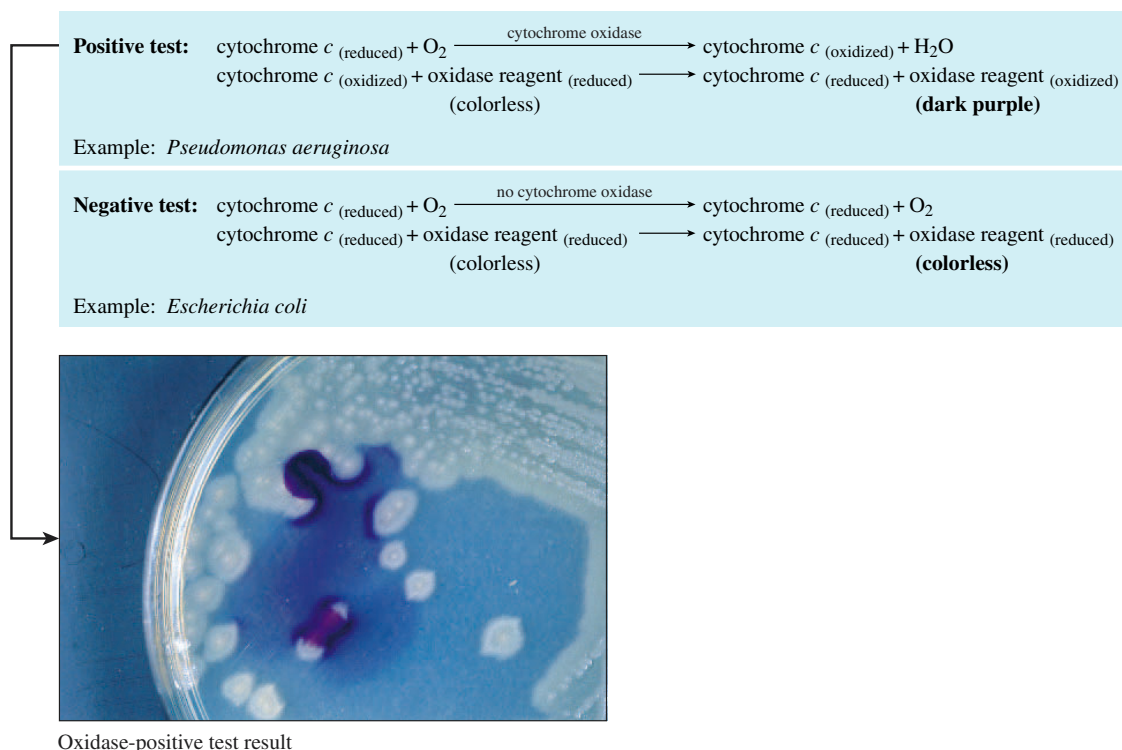 cytochrome oxidase
Positive test: cytochrome c (reduced) + O2 cytochrome c (oxidized) + H2O
cytochrome c (oxidized) + oxidase reagent (reduced) cytochrome c (reduced) + oxidase reagent (oxidized)
(colorless) (dark purple)
Example: Pseudomonas aeruginosa
no cytochrome oxidase
Negative test: cytochrome c (reduced) + O2 cytochrome c (reduced) + O2
cytochrome c (reduced) + oxidase reagent (reduced) cytochrome c (reduced) + oxidase reagent (reduced)
(colorless) (colorless)
Example: Escherichia coli
Oxidase-positive test result